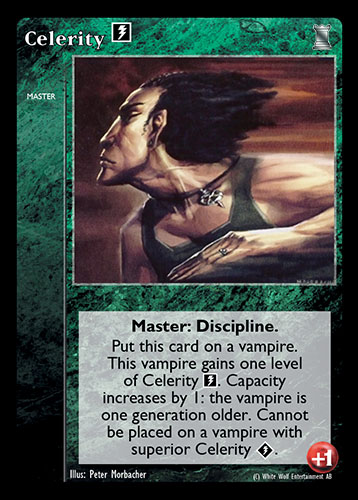 Celerity
MASTER
Master: Discipline.
Put this card on a vampire.
This vampire gains one level
of Celerity . Capacity
increases by 1: the vampire is
one generation older. Cannot
be placed on a vampire with
superior Celerity .
+1
Illus: Peter Morbacher
(C) White Wolf Entertainment AB